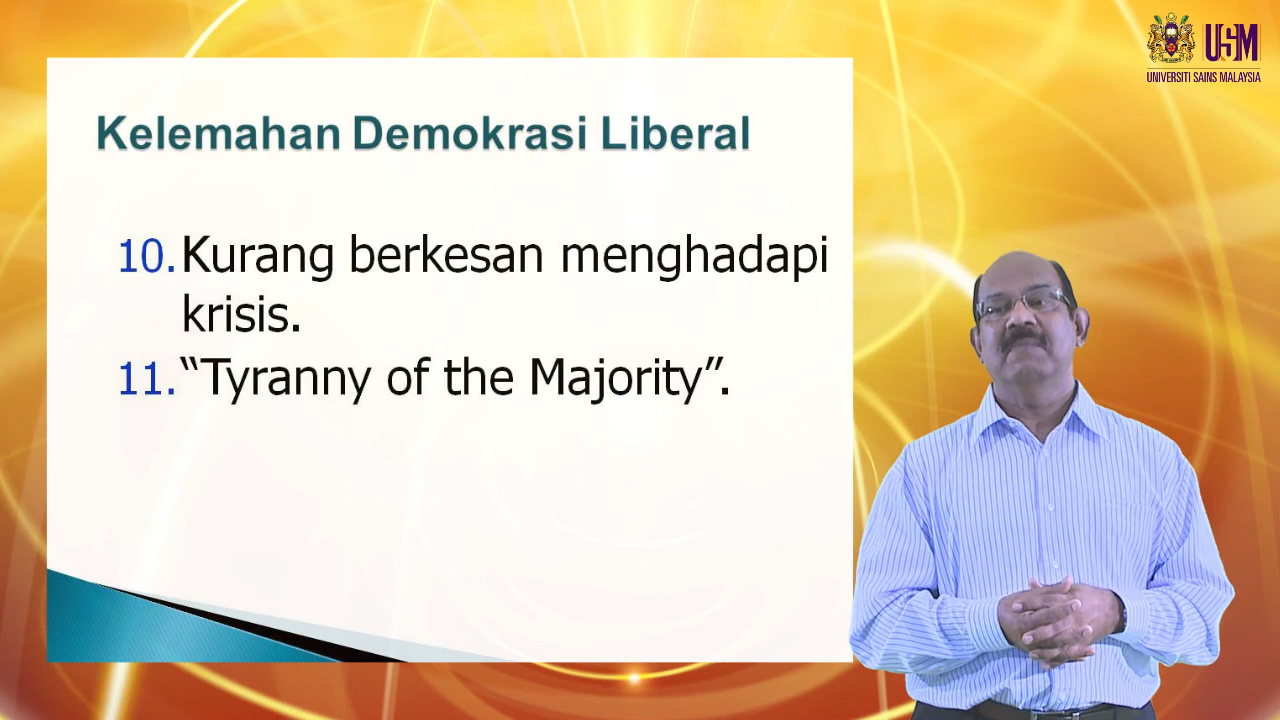 USM
UNIVERSITI SAINS MALAYSIA
Kelemahan Demokrasi Liberal
10. Kurang berkesan menghadapi
krisis.
11. “Tyranny of the Majority”.